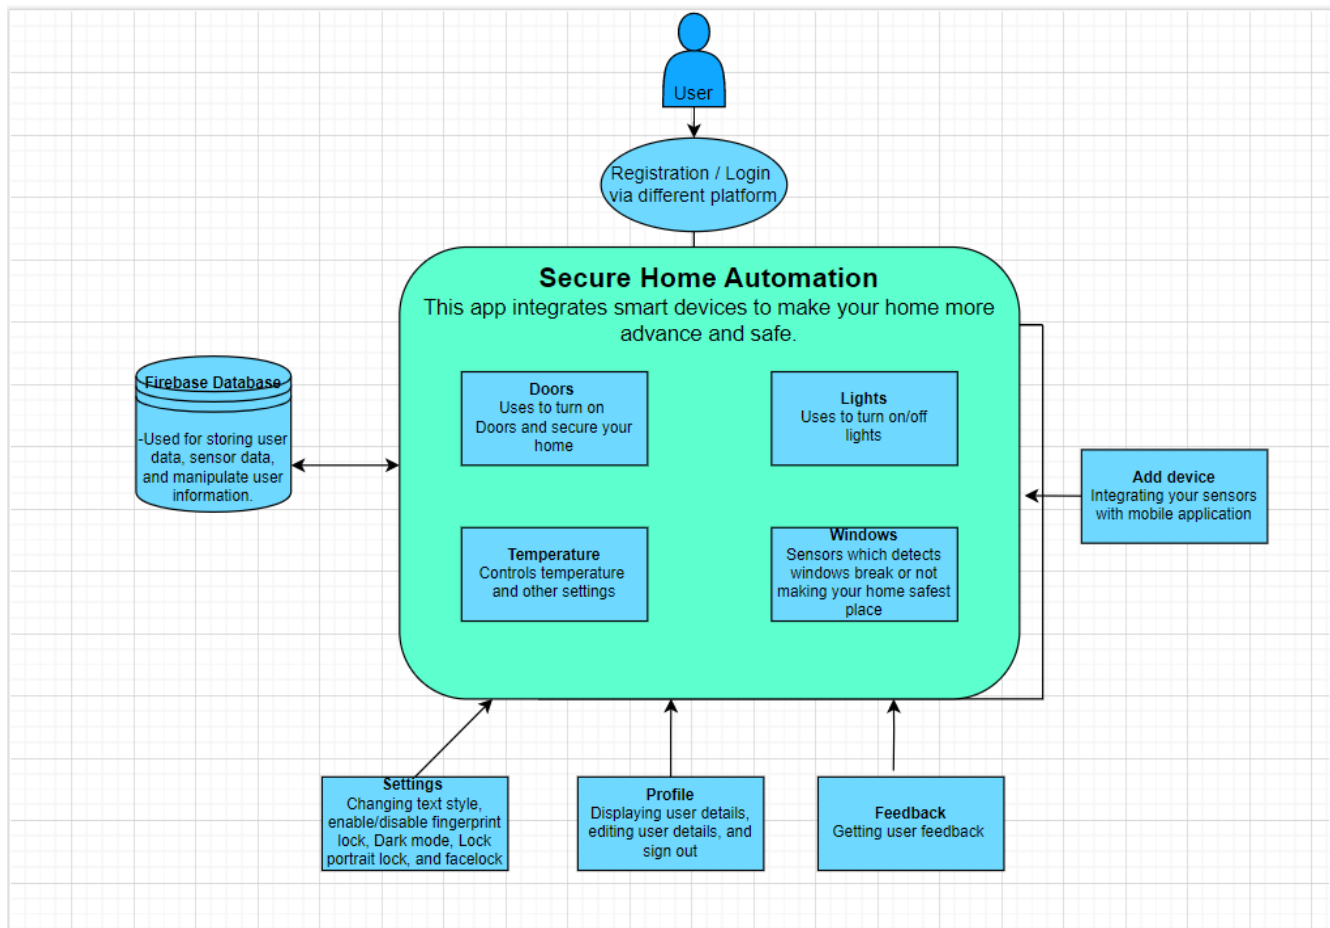 User
Registration / Login
via different platform
Secure Home Automation
This app integrates smart devices to make your home more
advance and safe.
Firebase Database
-Used for storing user
data, sensor data,
and manipulate user
information.
Doors
Uses to turn on
Doors and secure your
home
Lights
Uses to turn on/off
lights
Add device
Integrating your sensors
with mobile application
Temperature
Controls temperature
and other settings
Windows
Sensors which detects
windows break or not
making your home safest
place
Settings
Changing text style,
enable/disable fingerprint
lock, Dark mode, Lock
portrait lock, and facelock
Profile
Displaying user details,
editing user details, and
sign out
Feedback
Getting user feedback